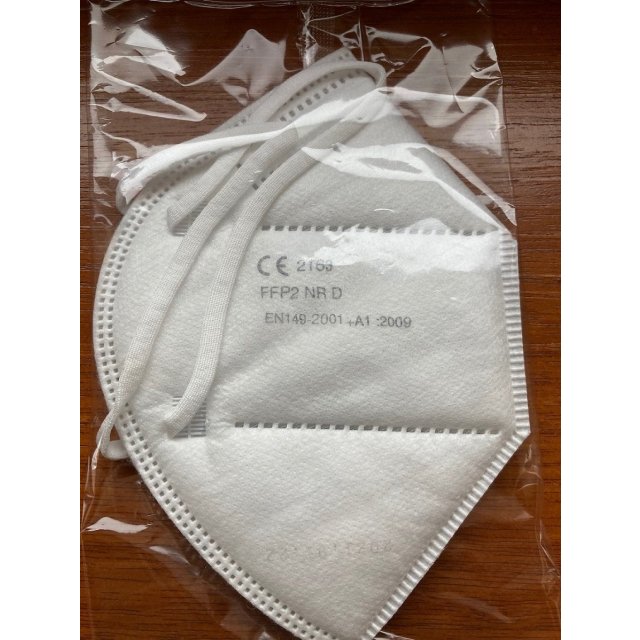 CE 2163
FFP2 NR D
EN149-2001+A1:2009